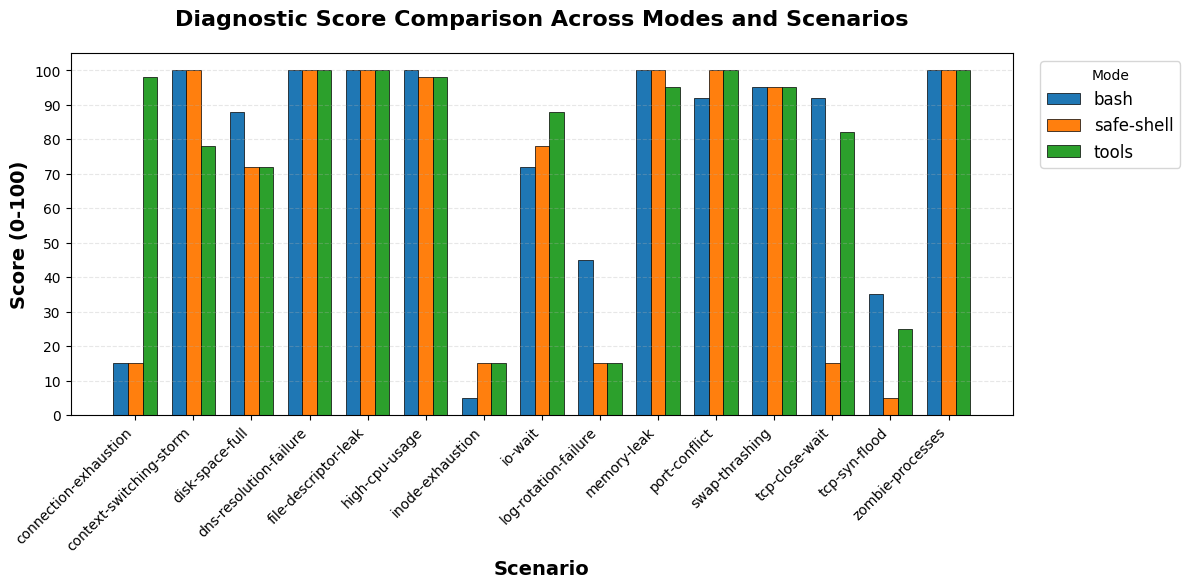 Diagnostic Score Comparison Across Modes and Scenarios
Score (0-100)
100
90
80
70
60
50
40
30
20
10
0
connection-exhaustion
context-switching-storm
disk-space-full
dns-resolution-failure
file-descriptor-leak
high-cpu-usage
inode-exhaustion
io-wait
log-rotation-failure
memory-leak
port-conflict
swap-thrashing
tcp-close-wait
tcp-syn-flood
zombie-processes
Scenario
Mode
bash
safe-shell
tools